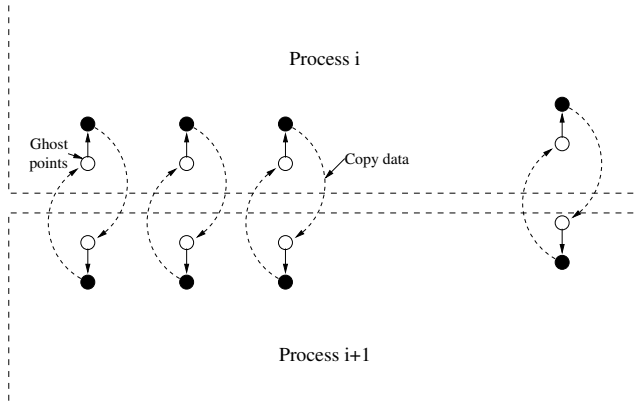 Process i
Ghost
points
Copy data
Process i+1